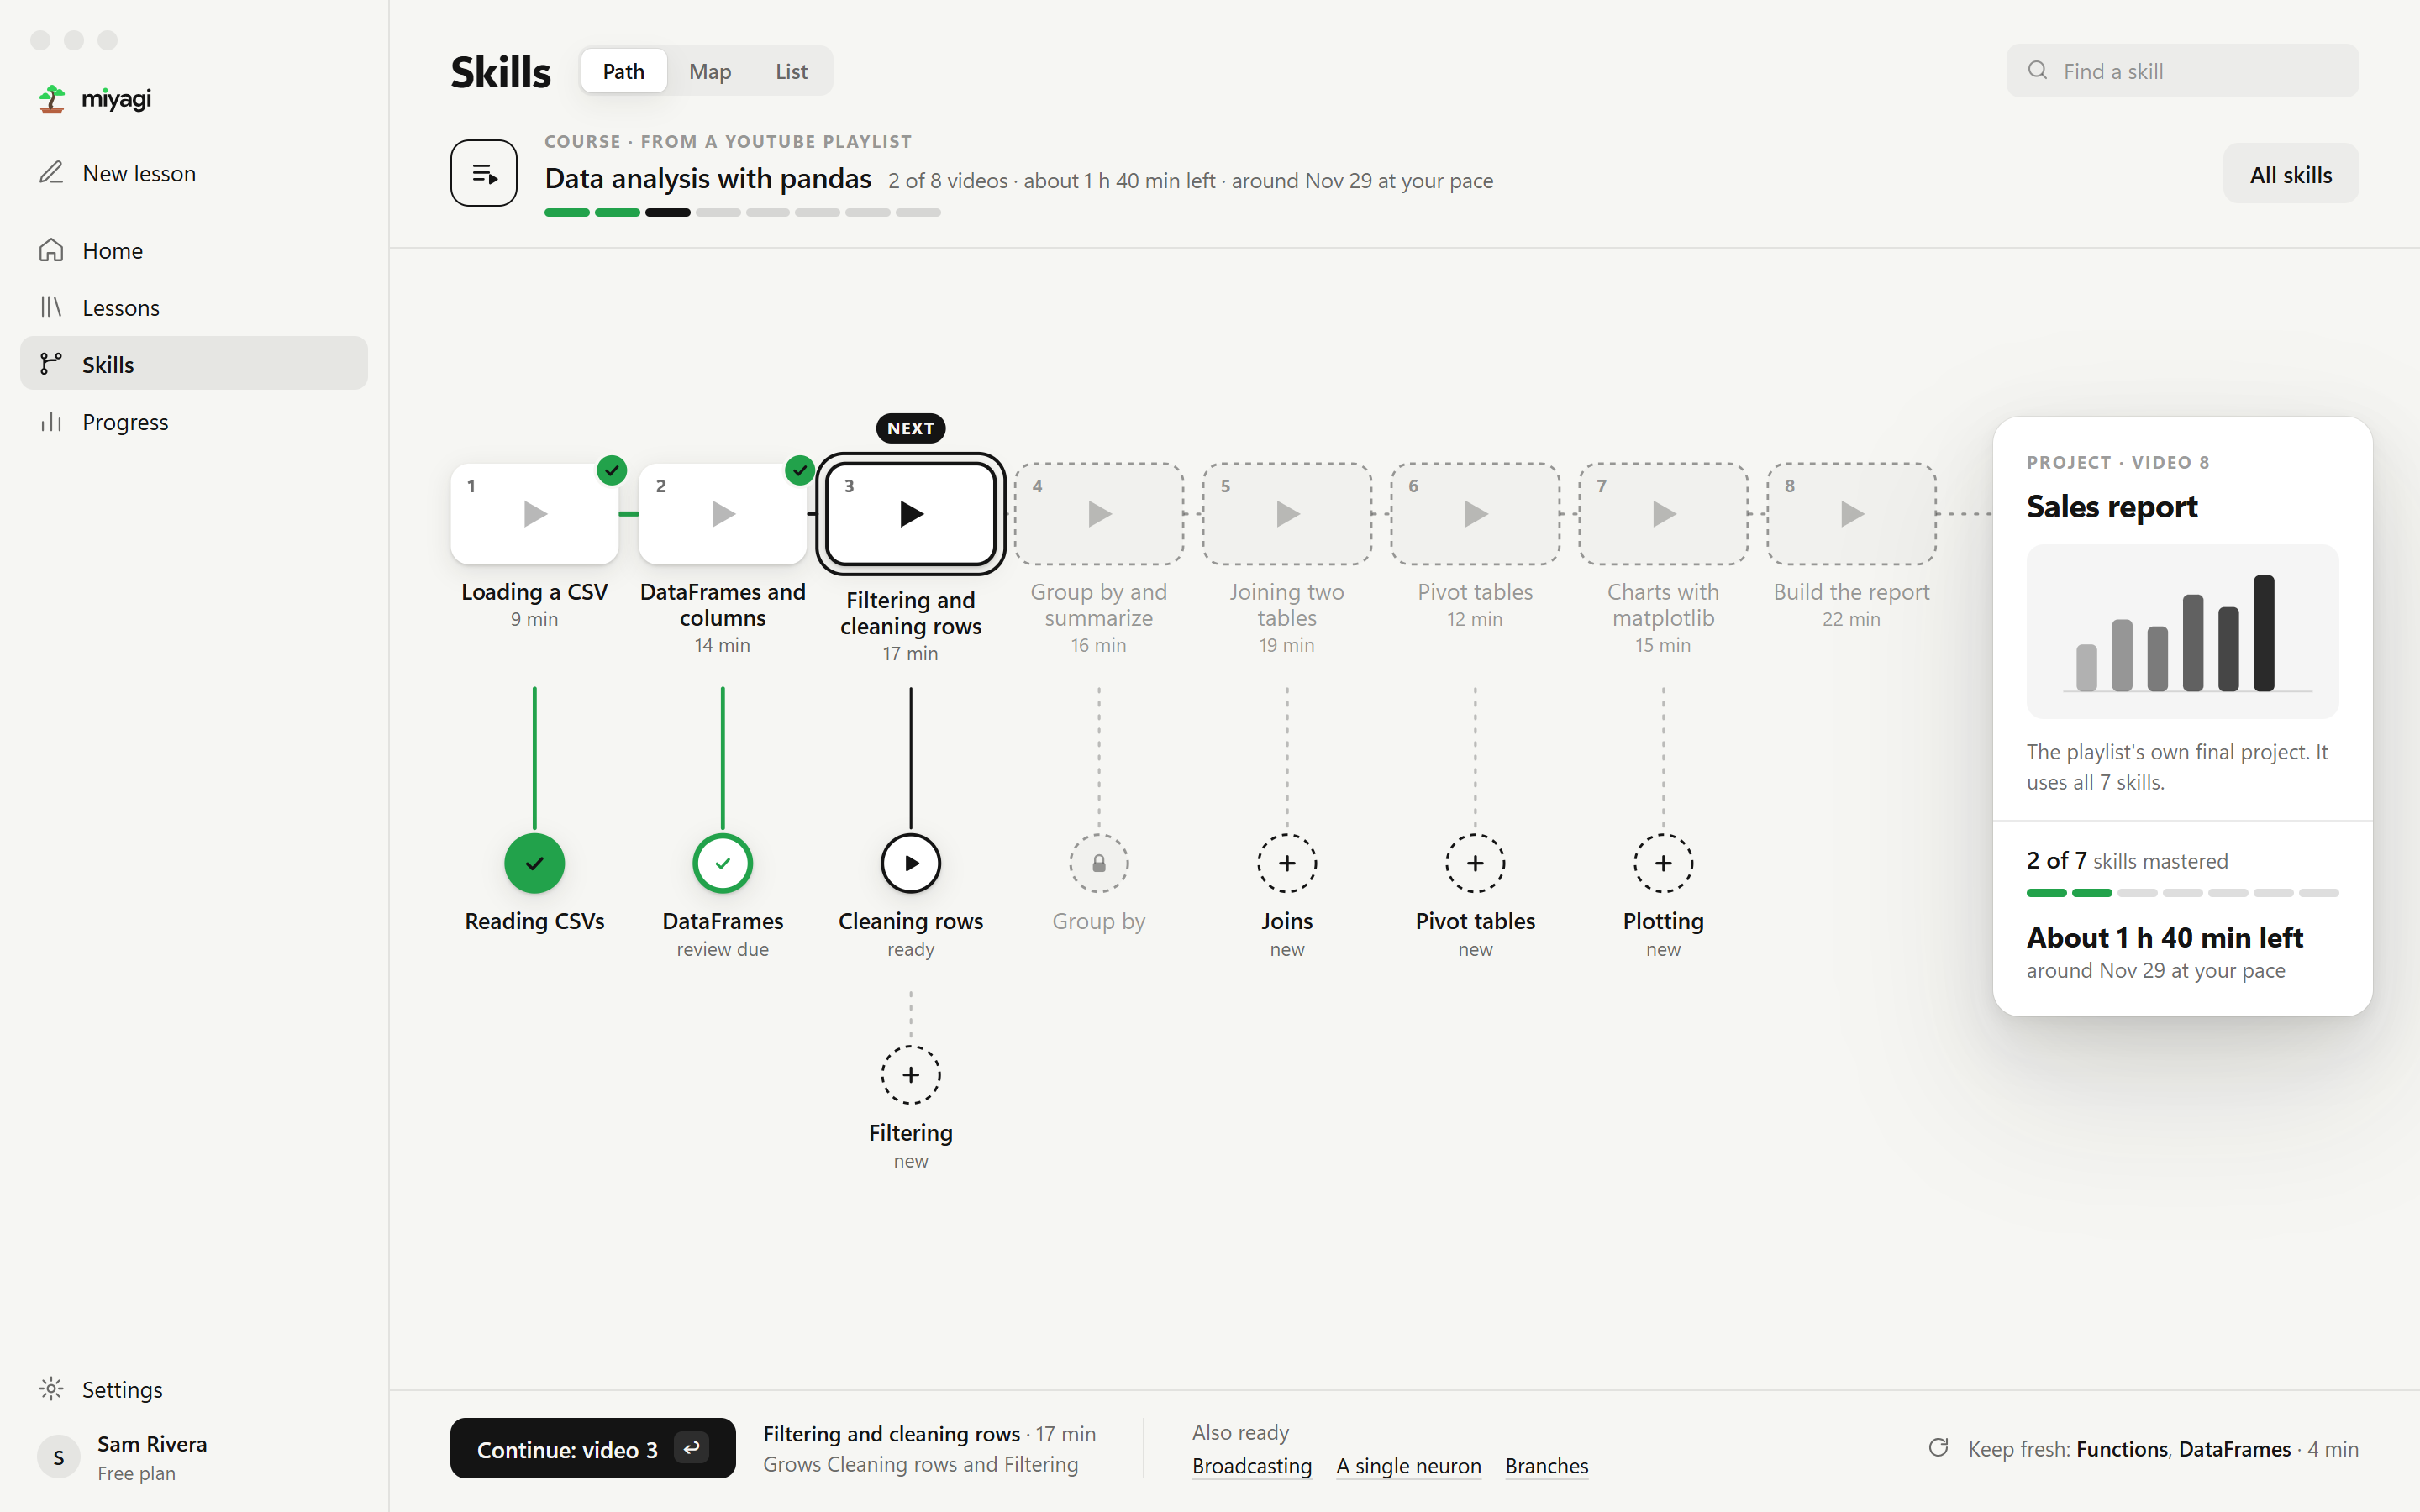 miyagi
New lesson
Home
Lessons
Skills
Progress
Settings
S
Sam Rivera
Free plan
Skills
Path
Map
List
Find a skill
COURSE · FROM A YOUTUBE PLAYLIST
Data analysis with pandas 2 of 8 videos · about 1 h 40 min left · around Nov 29 at your pace
All skills
NEXT
1
2
3
4
5
6
7
8
Loading a CSV
9 min
DataFrames and
columns
14 min
Filtering and
cleaning rows
17 min
Group by and
summarize
16 min
Joining two
tables
19 min
Pivot tables
12 min
Charts with
matplotlib
15 min
Build the report
22 min
Reading CSVs
DataFrames
review due
Cleaning rows
ready
Group by
Joins
new
Pivot tables
new
Plotting
new
Filtering
new
PROJECT · VIDEO 8
Sales report
The playlist's own final project. It
uses all 7 skills.
2 of 7 skills mastered
About 1 h 40 min left
around Nov 29 at your pace
Continue: video 3
Filtering and cleaning rows · 17 min
Grows Cleaning rows and Filtering
Also ready
Broadcasting A single neuron Branches
Keep fresh: Functions, DataFrames · 4 min